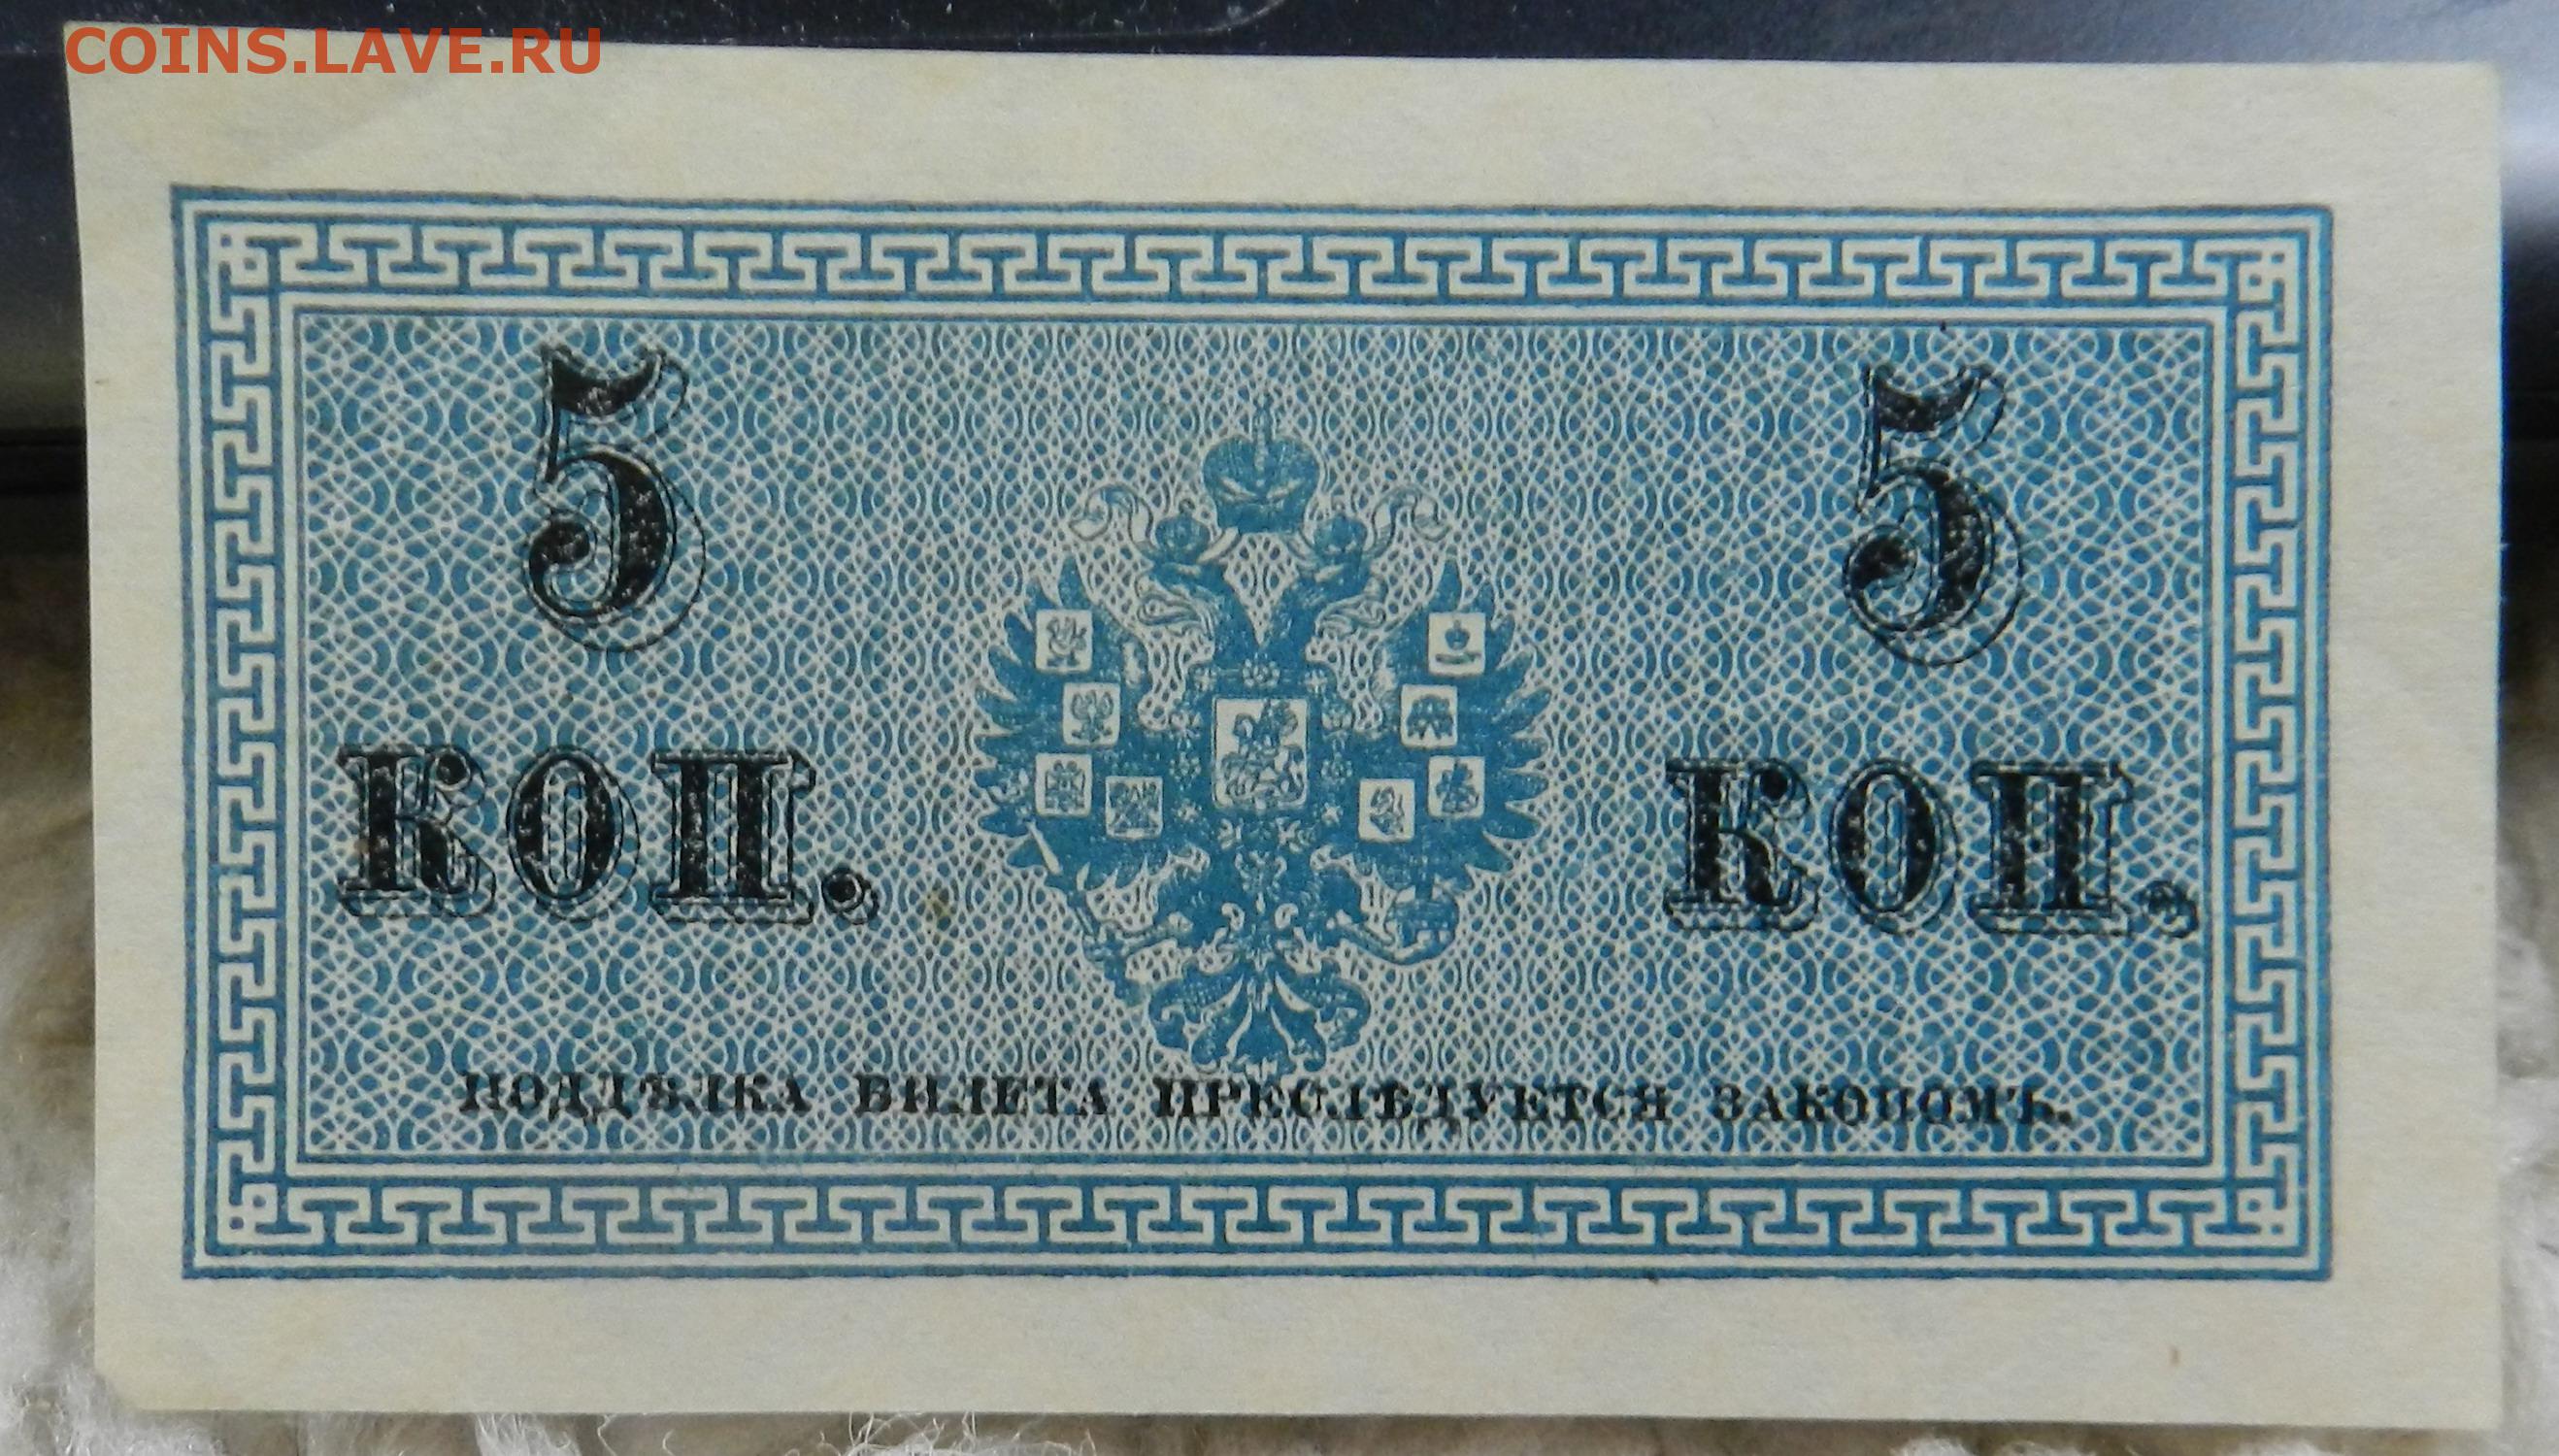 COINS.LAVE.RU
5 5
КОП. КОП.
ПОДДѢЛКА БИЛЕТА ПРЕСЛѢДУЕТСЯ ЗАКОНОМЪ.